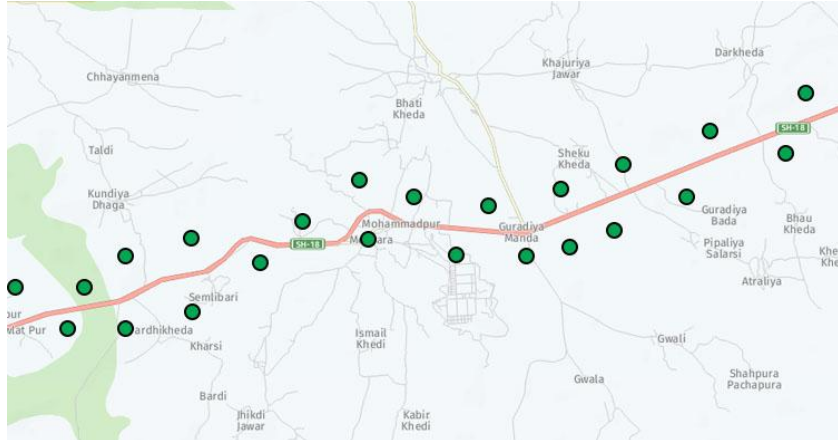 Darkheda
Khajuriya
Jawar
Chhayanmena
Bhati
Kheda
SH-18
Taldi
Sheku
Kheda
Kundiya
Dhaga
Guradiya
Bada
Bhau
Kheda
Mohammadpur
Guradiya
Manda
SH-18
Pipaliya
Salarsi
Atraliya
Semlibari
Kharsi
Ismail
Khedi
Gwali
Gwala
Shahpura
Pachapura
Bardi
Jhikdi
Jawar
Kabir
Khedi